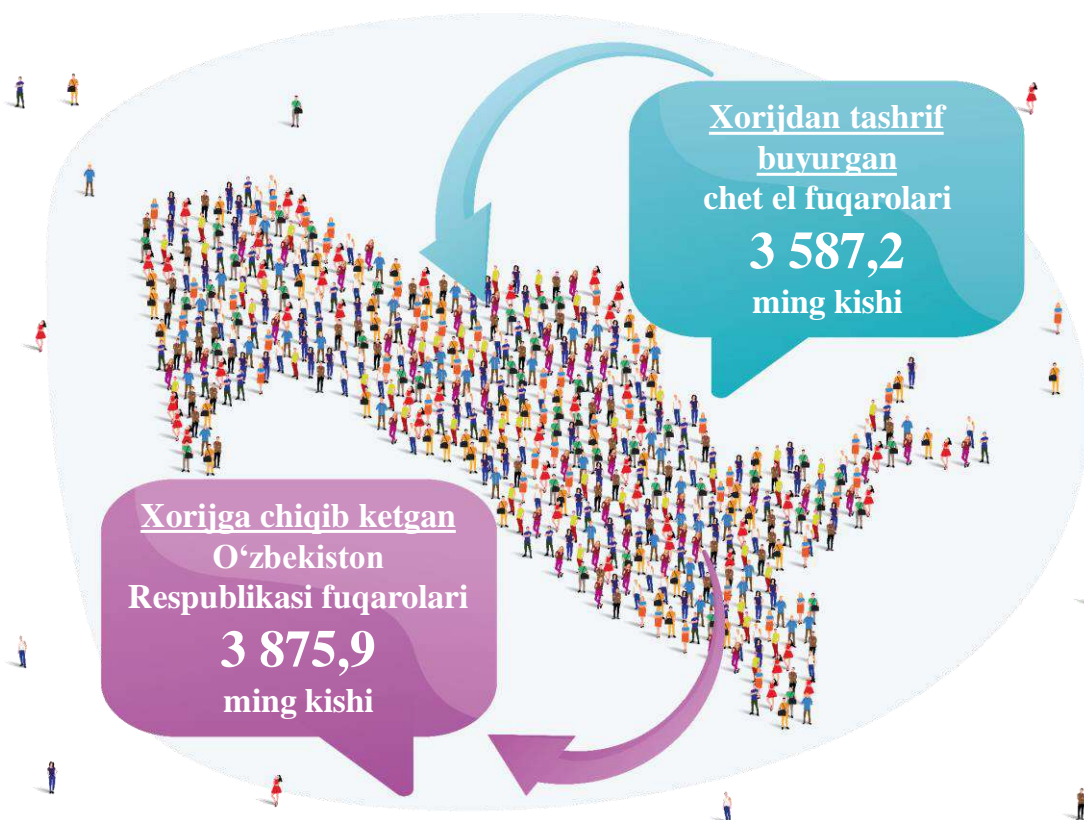 Xorijdan tashrif
buyurgan
chet el fuqarolari
3 587,2
ming kishi
Xorijga chiqib ketgan
O‘zbekiston
Respublikasi fuqarolari
3 875,9
ming kishi